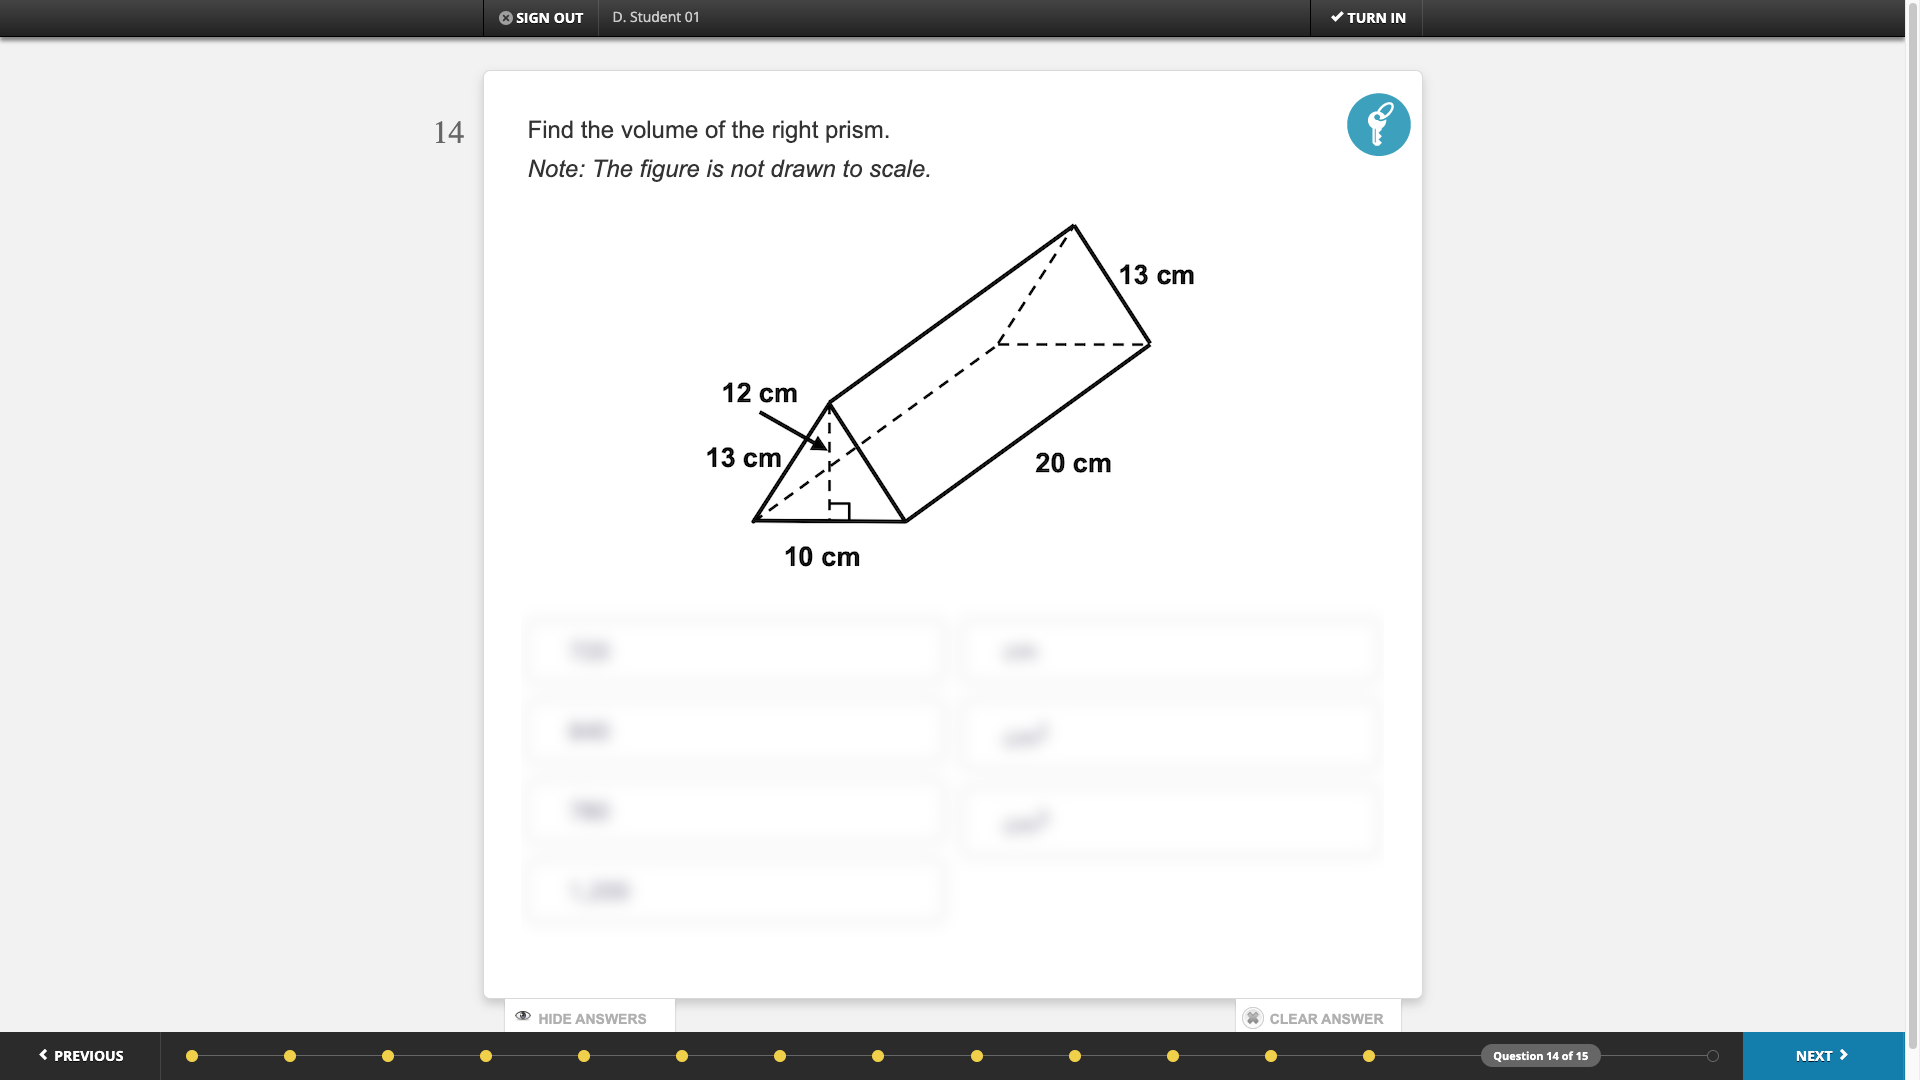 SIGN OUT
D. Student 01
TURN IN
14
Find the volume of the right prism.
Note: The figure is not drawn to scale.
13 cm
12 cm
13 cm
20 cm
10 cm
HIDE ANSWERS
CLEAR ANSWER
PREVIOUS
Question 14 of 15
NEXT